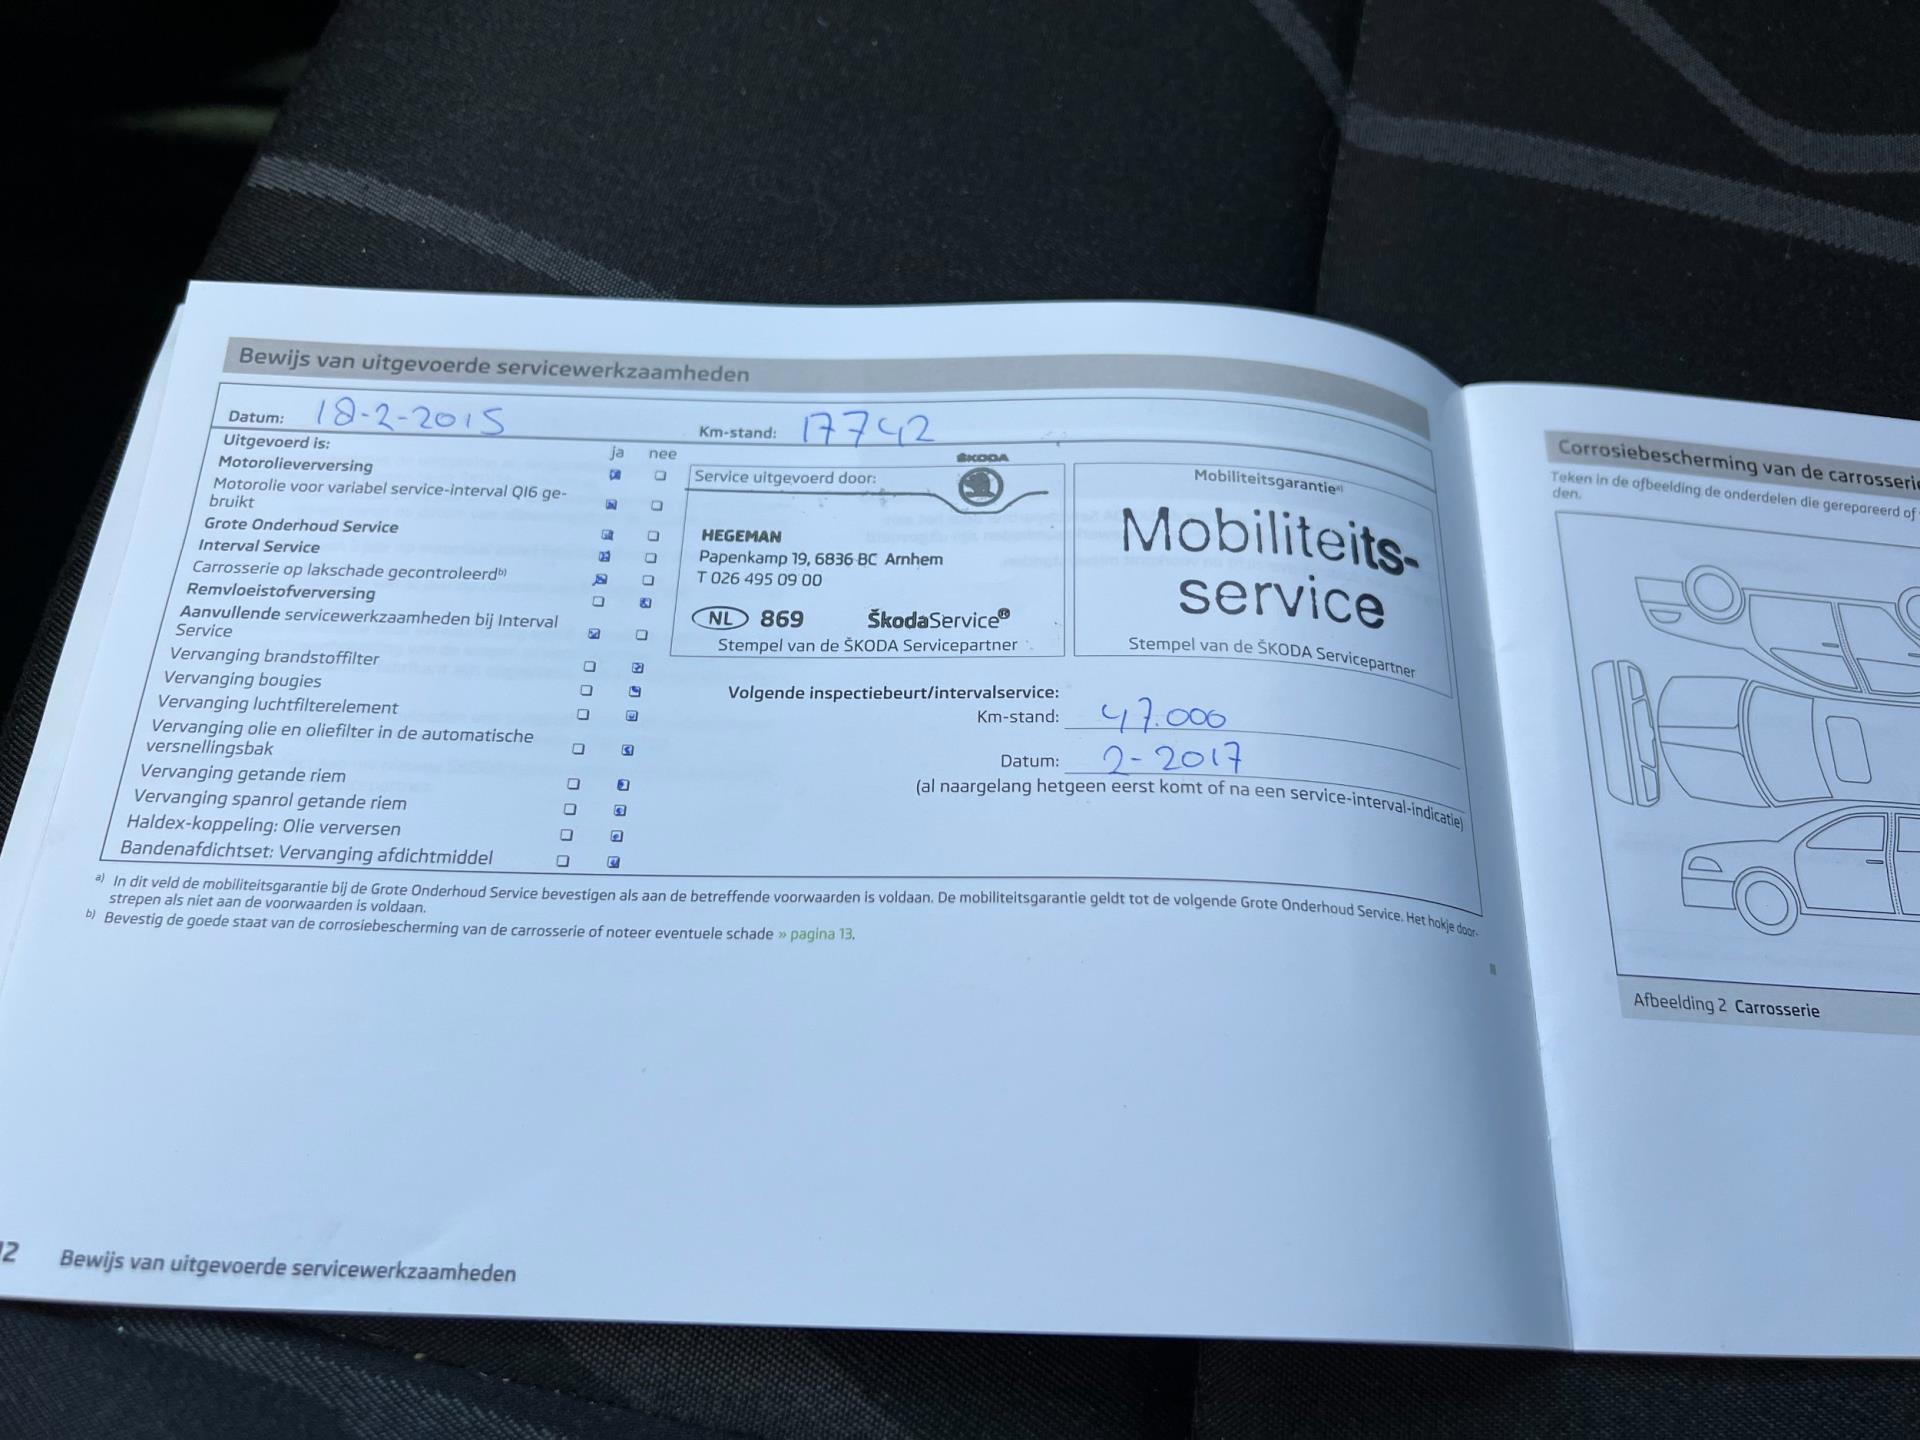 Bewijs van uitgevoerde servicewerkzaamheden
Datum: 18-2-2015 Km-stand: 17742
Uitgevoerd is: ja nee
Motorolieverversing
Motorolie voor variabel service-interval QI6 ge-
bruikt
Grote Onderhoud Service
Interval Service
Carrosserie op lakschade gecontroleerd b)
Remvloeistofverversing
Aanvullende servicewerkzaamheden bij Interval
Service
Vervanging brandstoffilter
Vervanging bougies
Vervanging luchtfilterelement
Vervanging olie en oliefilter in de automatische
versnellingsbak
Vervanging getande riem
Vervanging spanrol getande riem
Haldex-koppeling: Olie verversen
Bandenafdichtset: Vervanging afdichtmiddel
Service uitgevoerd door:
ŠKODA
HEGEMAN
Papenkamp 19, 6836 BC Arnhem
T 026 495 09 00
NL 869 ŠkodaService®
Stempel van de ŠKODA Servicepartner
Mobiliteitsgarantie a)
Mobiliteits-
service
Stempel van de ŠKODA Servicepartner
Volgende inspectiebeurt/intervalservice:
Km-stand: 47.000
Datum: 2-2017
(al naargelang hetgeen eerst komt of na een service-interval-indicatie)
a) In dit veld de mobiliteitsgarantie bij de Grote Onderhoud Service bevestigen als aan de betreffende voorwaarden is voldaan. De mobiliteitsgarantie geldt tot de volgende Grote Onderhoud Service. Het hokje door-
strepen als niet aan de voorwaarden is voldaan.
b) Bevestig de goede staat van de corrosiebescherming van de carrosserie of noteer eventuele schade » pagina 13.
12 Bewijs van uitgevoerde servicewerkzaamheden
Corrosiebescherming van de carrosserie
Teken in de afbeelding de onderdelen die gerepareerd of
den.
Afbeelding 2 Carrosserie